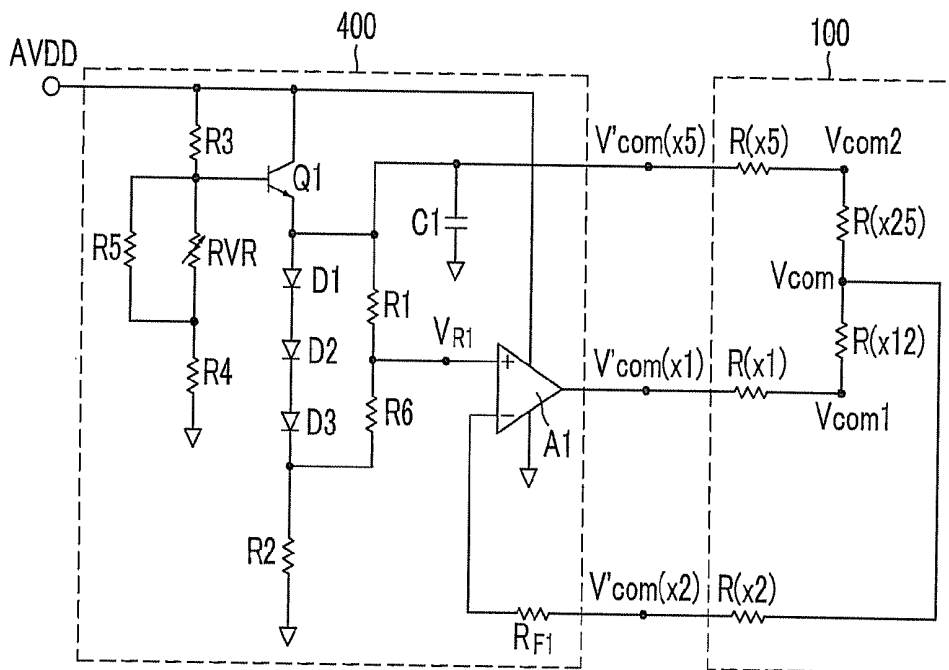 400
100
AVDD
R3
V'com(x5)
R(x5)
Vcom2
Q1
C1
R5
RVR
D1
R(x25)
Vcom
R1
VR1
D2
V'com(x1)
R(x1)
R(x12)
R4
+
D3
R6
−
A1
Vcom1
R2
V'com(x2)
R(x2)
RF1